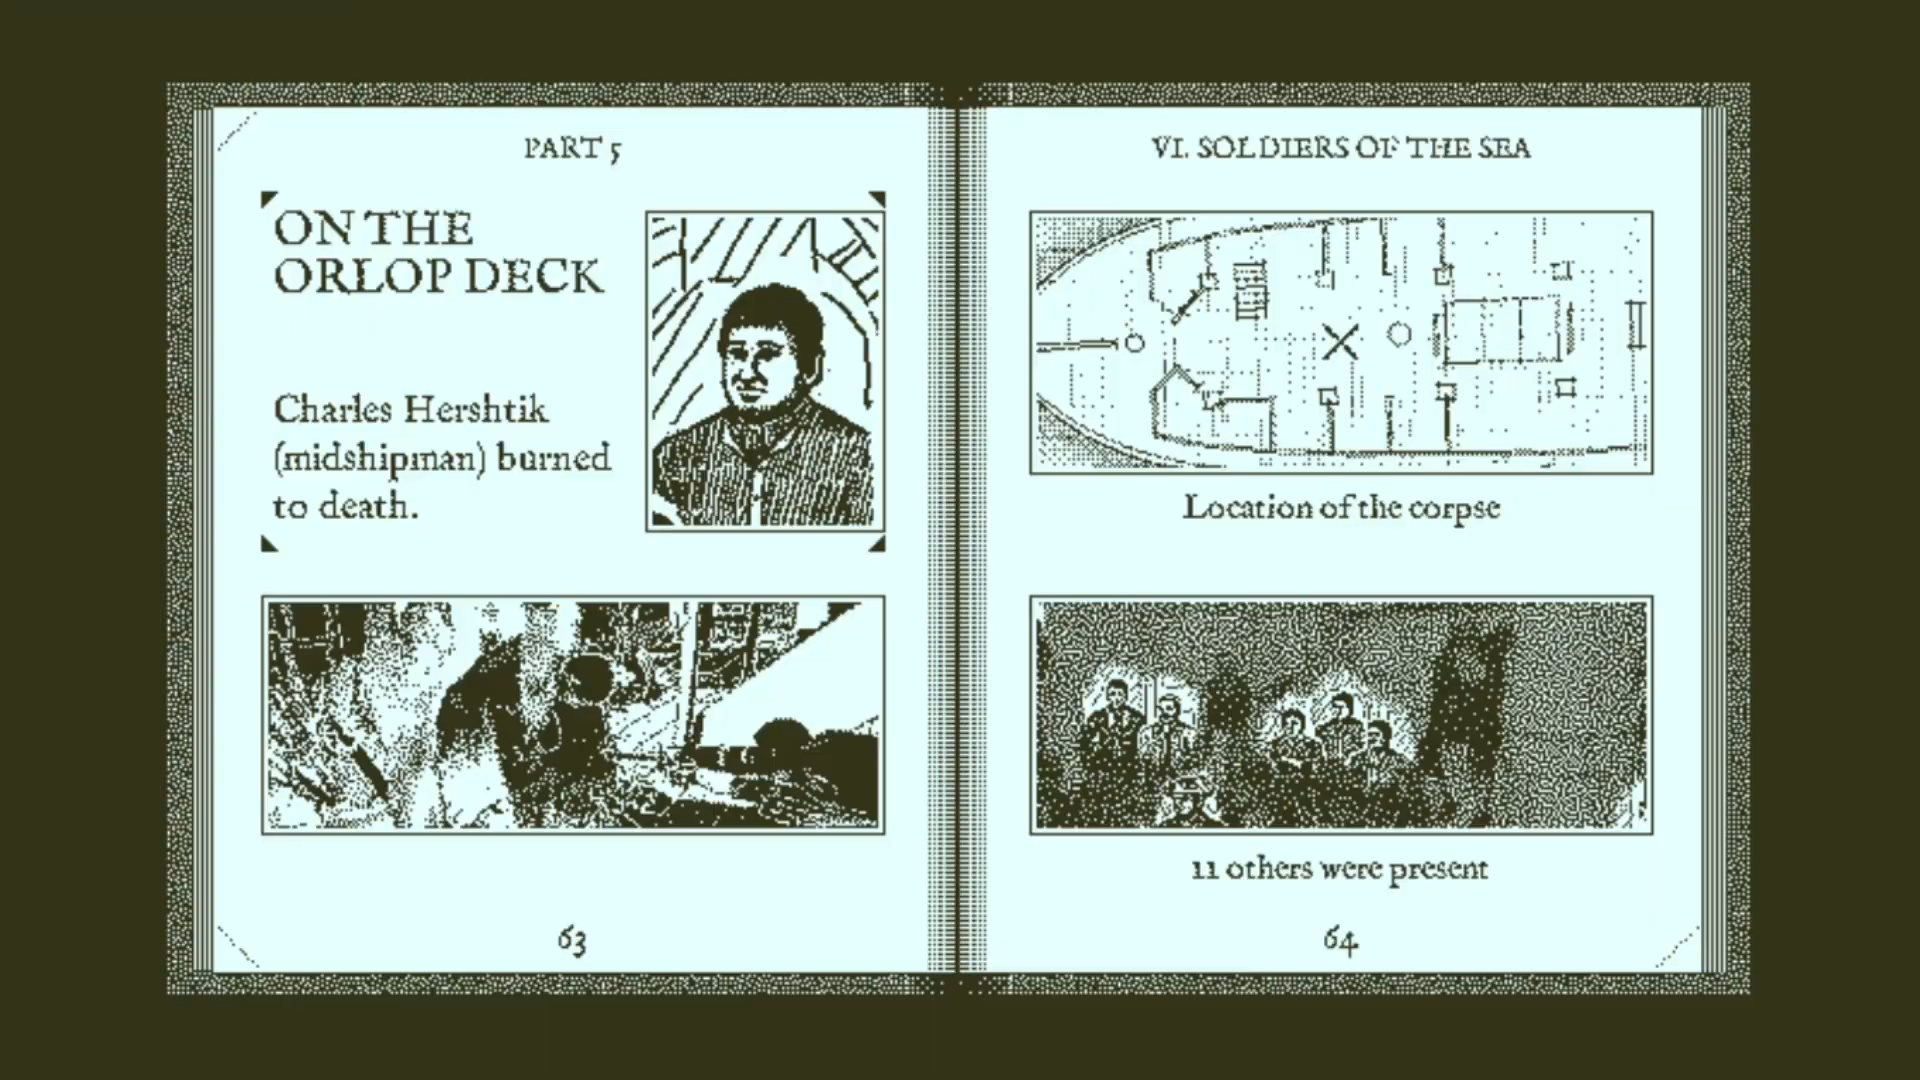 PART 5
ON THE
ORLOP DECK
Charles Hershtik
(midshipman) burned
to death.
63
VI. SOLDIERS OF THE SEA
Location of the corpse
11 others were present
64